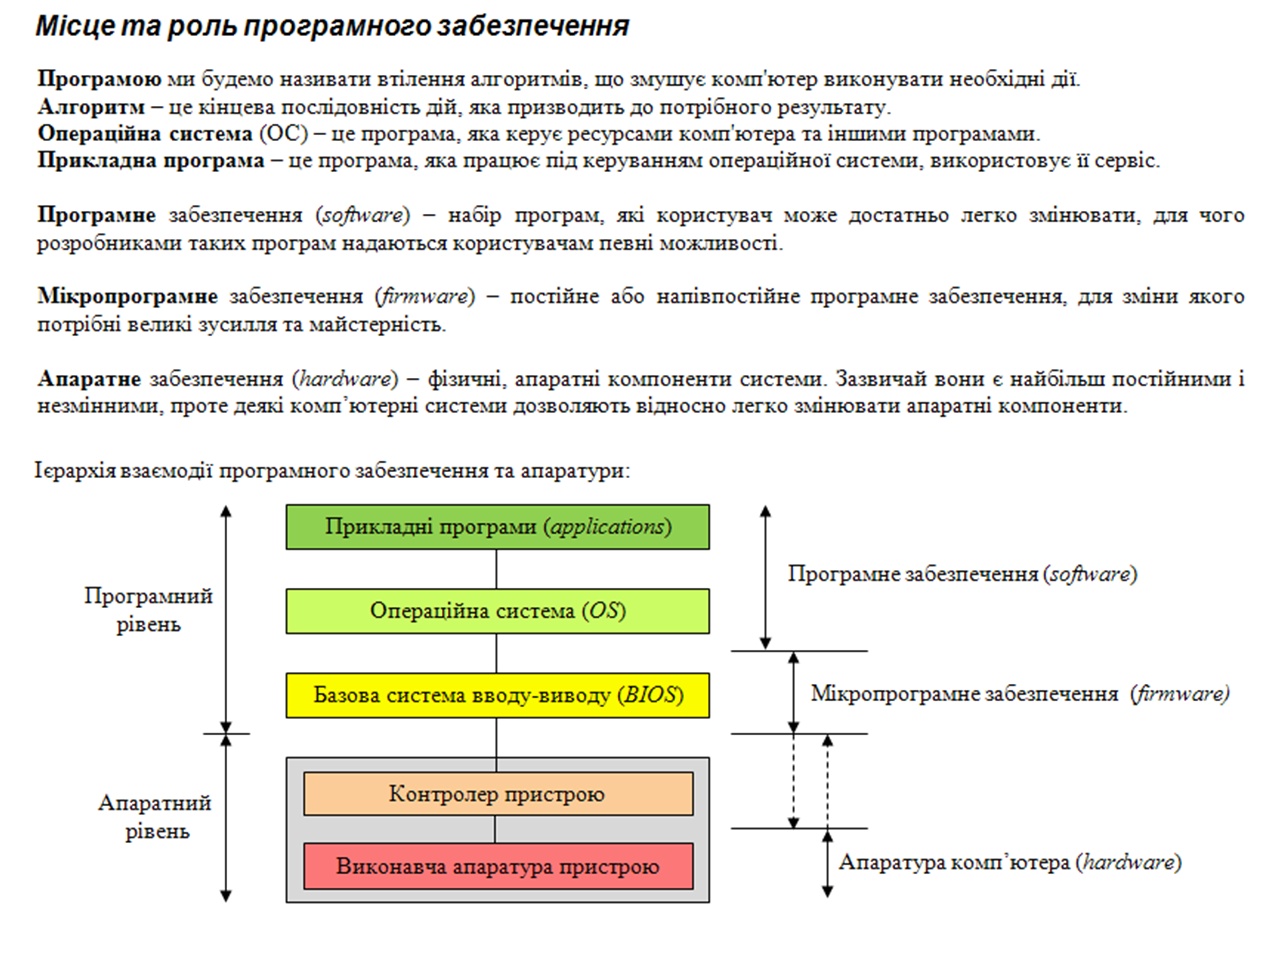 Місце та роль програмного забезпечення
Програмою ми будемо називати втілення алгоритмів, що змушує комп'ютер виконувати необхідні дії.
Алгоритм – це кінцева послідовність дій, яка призводить до потрібного результату.
Операційна система (ОС) – це програма, яка керує ресурсами комп'ютера та іншими програмами.
Прикладна програма – це програма, яка працює під керуванням операційної системи, використовує її сервіс.
Програмне забезпечення (software) – набір програм, які користувач може достатньо легко змінювати, для чого
розробниками таких програм надаються користувачам певні можливості.
Мікропрограмне забезпечення (firmware) – постійне або напівпостійне програмне забезпечення, для зміни якого
потрібні великі зусилля та майстерність.
Апаратне забезпечення (hardware) – фізичні, апаратні компоненти системи. Зазвичай вони є найбільш постійними і
незмінними, проте деякі комп’ютерні системи дозволяють відносно легко змінювати апаратні компоненти.
Ієрархія взаємодії програмного забезпечення та апаратури:
Прикладні програми (applications)
Програмне забезпечення (software)
Програмний
рівень
Операційна система (OS)
Базова система вводу-виводу (BIOS)
Мікропрограмне забезпечення (firmware)
Апаратний
рівень
Контролер пристрою
Виконавча апаратура пристрою
Апаратура комп’ютера (hardware)